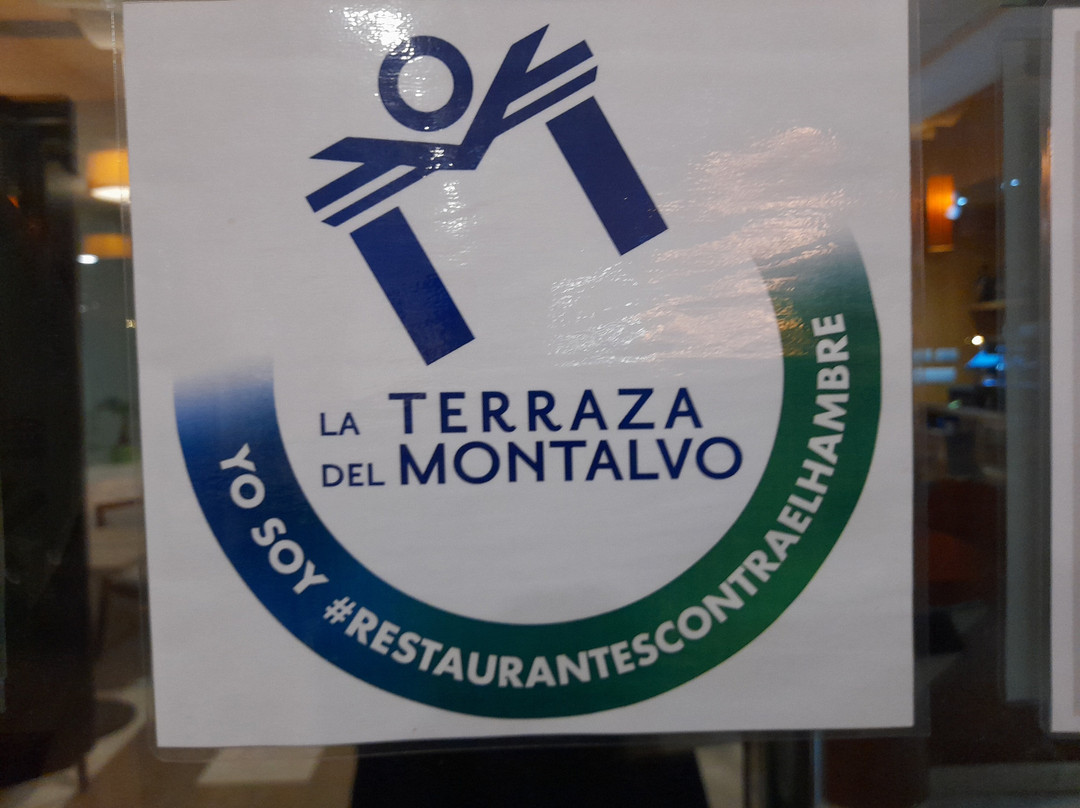 LA TERRAZA
DEL MONTALVO
YO SOY #RESTAURANTESCONTRAELHAMBRE